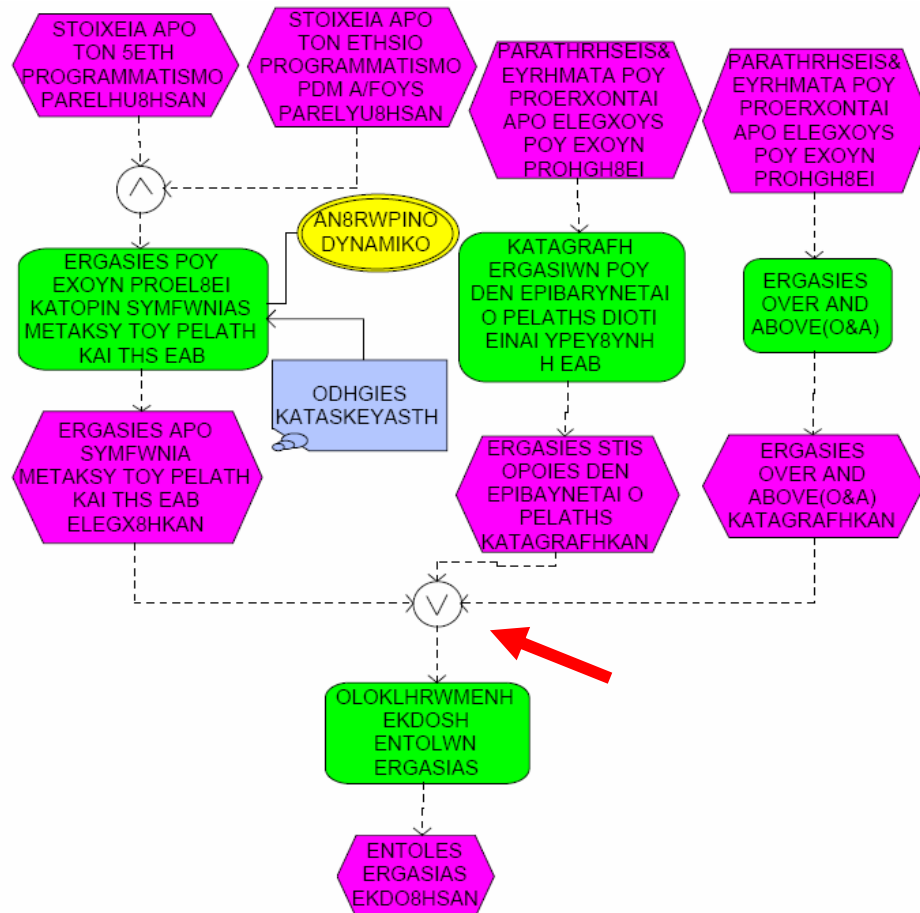 STOIXEIA APO
TON 5ETH
PROGRAMMATISMO
PARELHU8HSAN
STOIXEIA APO
TON ETHSIO
PROGRAMMATISMO
PDM A/FOYS
PARELYU8HSAN
PARATHRHSEIS&
EYRHMATA POY
PROERXONTAI
APO ELEGXOYS
POY EXOYN
PROHGH8EI
PARATHRHSEIS&
EYRHMATA POY
PROERXONTAI
APO ELEGXOYS
POY EXOYN
PROHGH8EI
AN8RWPINO
DYNAMIKO
ERGASIES POY
EXOYN PROEL8EI
KATOPIN SYMFWNIAS
METAKSY TOY PELATH
KAI THS EAB
KATAGRAFH
ERGASIWN POY
DEN EPIBARYNETAI
O PELATHS DIOTI
EINAI YPEY8YNH
H EAB
ERGASIES
OVER AND
ABOVE(O&A)
ODHGIES
KATASKEYASTH
ERGASIES APO
SYMFWNIA
METAKSY TOY PELATH
KAI THS EAB
ELEGX8HKAN
ERGASIES STIS
OPOIES DEN
EPIBAYNETAI O
PELATHS
KATAGRAFHKAN
ERGASIES
OVER AND
ABOVE(O&A)
KATAGRAFHKAN
OLOKLHRWMENH
EKDOSH
ENTOLWN
ERGASIAS
ENTOLES
ERGASIAS
EKDO8HSAN